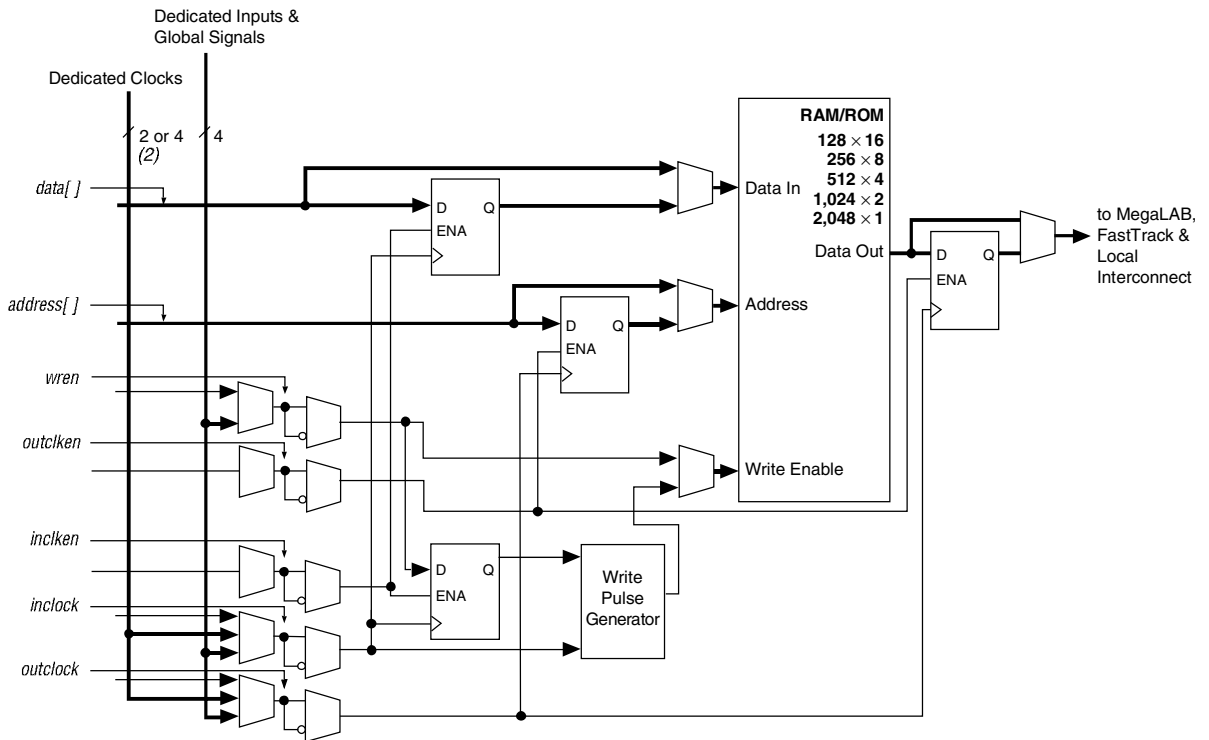 Dedicated Inputs &
Global Signals
Dedicated Clocks
2 or 4
(2)
4
RAM/ROM
128 × 16
256 × 8
512 × 4
1,024 × 2
2,048 × 1
data[ ]
D
Q
ENA
Data In
to MegaLAB,
FastTrack &
Local
Interconnect
Data Out
D
Q
ENA
address[ ]
D
Q
ENA
Address
wren
outclken
Write Enable
inclken
D
Q
ENA
Write
Pulse
Generator
inclock
outclock